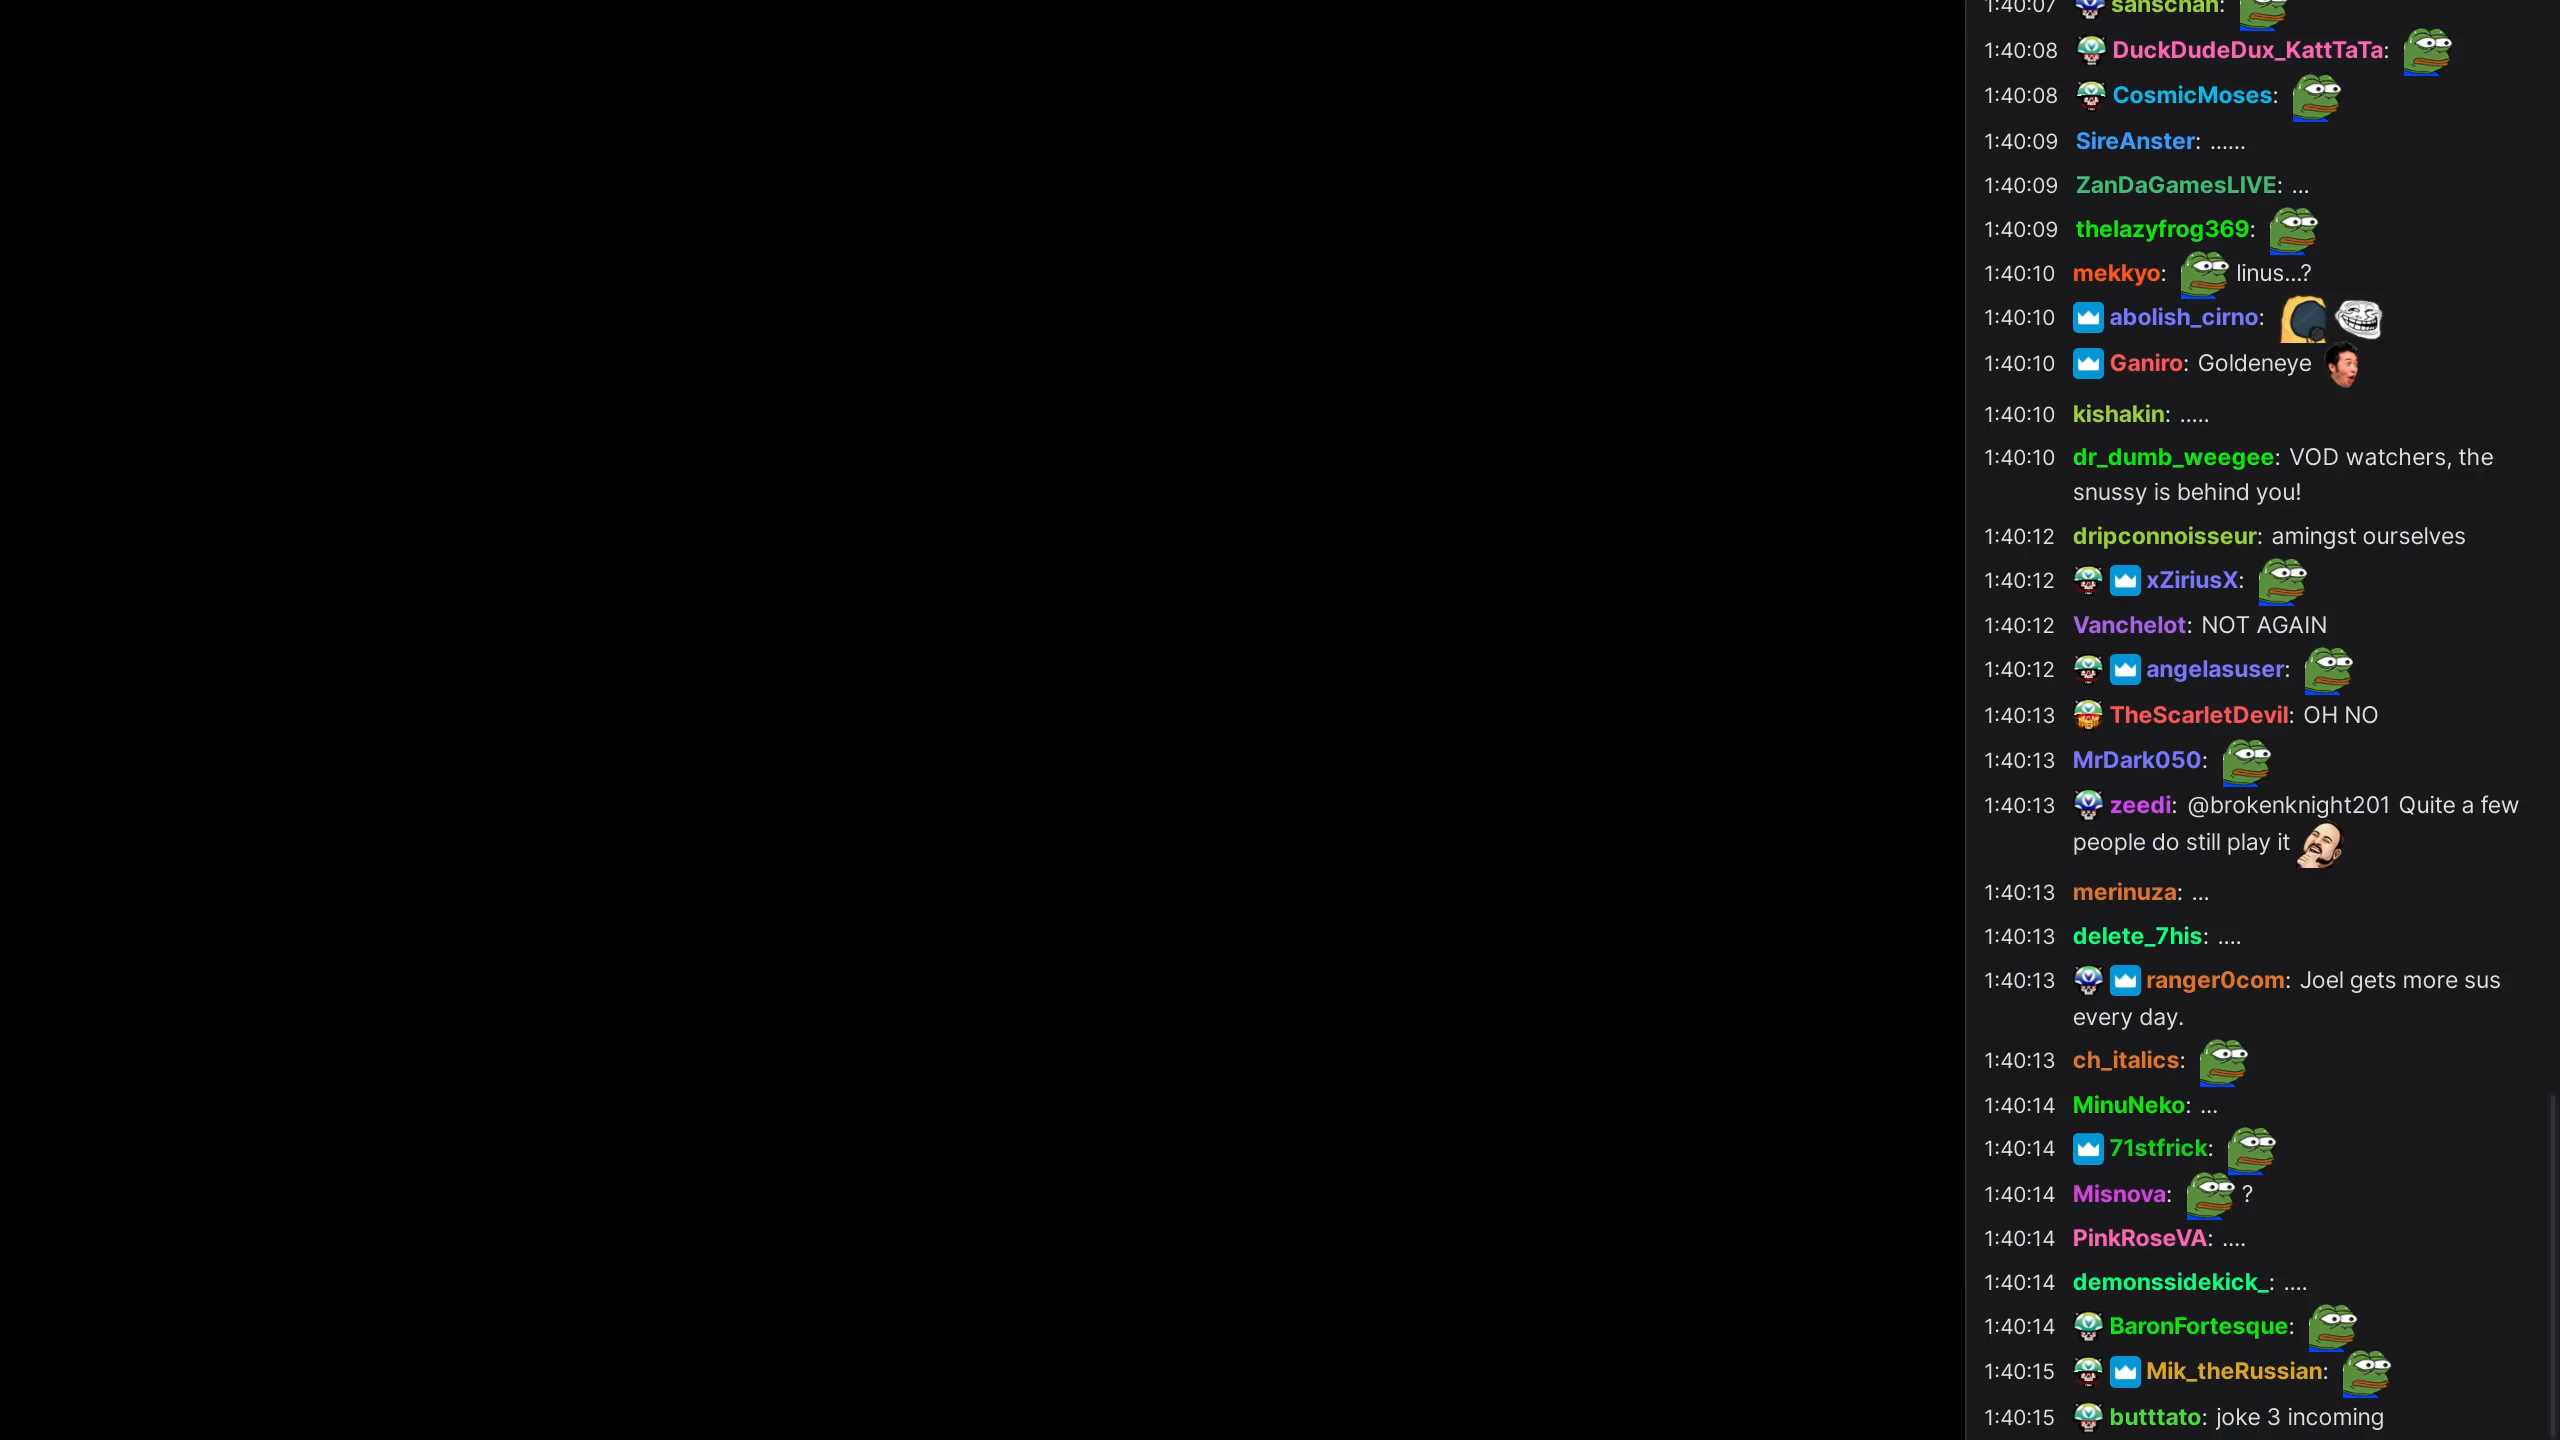 1:40:07 sanschan:
1:40:08 DuckDudeDux_KattTaTa:
1:40:08 CosmicMoses:
1:40:09 SireAnster: ......
1:40:09 ZanDaGamesLIVE: ...
1:40:09 thelazyfrog369:
1:40:10 mekkyo: linus...?
1:40:10 abolish_cirno:
1:40:10 Ganiro: Goldeneye
1:40:10 kishakin: .....
1:40:10 dr_dumb_weegee: VOD watchers, the
snussy is behind you!
1:40:12 dripconnoisseur: amingst ourselves
1:40:12 xZiriusX:
1:40:12 Vanchelot: NOT AGAIN
1:40:12 angelasuser:
1:40:13 TheScarletDevil: OH NO
1:40:13 MrDark050:
1:40:13 zeedi: @brokenknight201 Quite a few
people do still play it
1:40:13 merinuza: ...
1:40:13 delete_7his: ....
1:40:13 ranger0com: Joel gets more sus
every day.
1:40:13 ch_italics:
1:40:14 MinuNeko: ...
1:40:14 71stfrick:
1:40:14 Misnova: ?
1:40:14 PinkRoseVA: ....
1:40:14 demonssidekick_: ....
1:40:14 BaronFortesque:
1:40:15 Mik_theRussian:
1:40:15 butttato: joke 3 incoming